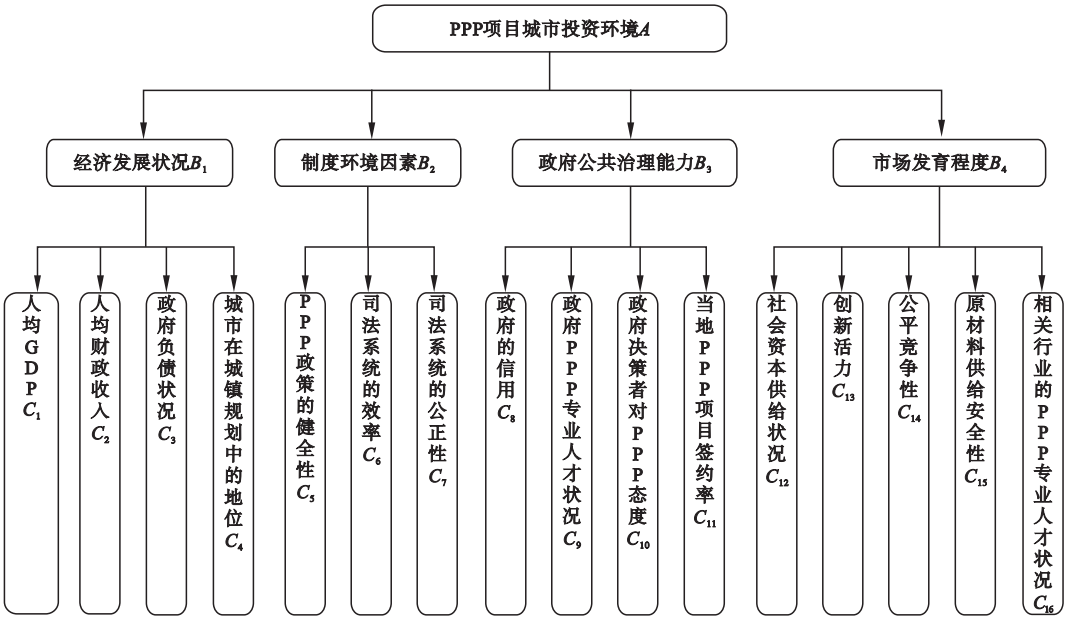 PPP项目城市投资环境A
经济发展状况B₁
制度环境因素B₂
政府公共治理能力B₃
市场发育程度B₄
人均GDPC₁
人均财政收入C₂
政府负债状况C₃
城市在城镇规划中的地位C₄
PPP政策的健全性C₅
司法系统的效率C₆
司法系统的公正性C₇
政府的信用C₈
政府PPP专业人才状况C₉
政府决策者对PPP态度C₁₀
当地PPP项目签约率C₁₁
社会资本供给状况C₁₂
创新活力C₁₃
公平竞争性C₁₄
原材料供给安全性C₁₅
相关行业的PPP专业人才状况C₁₆